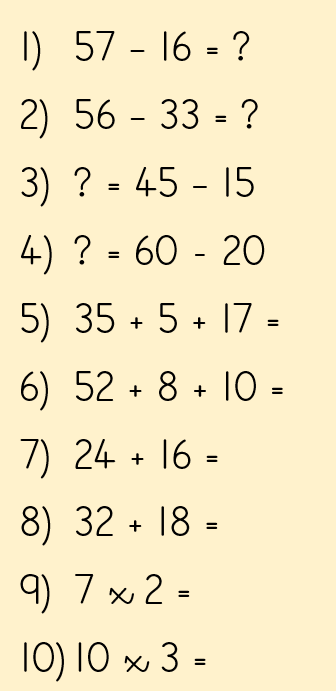 1) 57 - 16 = ?
2) 56 - 33 = ?
3) ? = 45 - 15
4) ? = 60 - 20
5) 35 + 5 + 17 =
6) 52 + 8 + 10 =
7) 24 + 16 =
8) 32 + 18 =
9) 7 x 2 =
10) 10 x 3 =